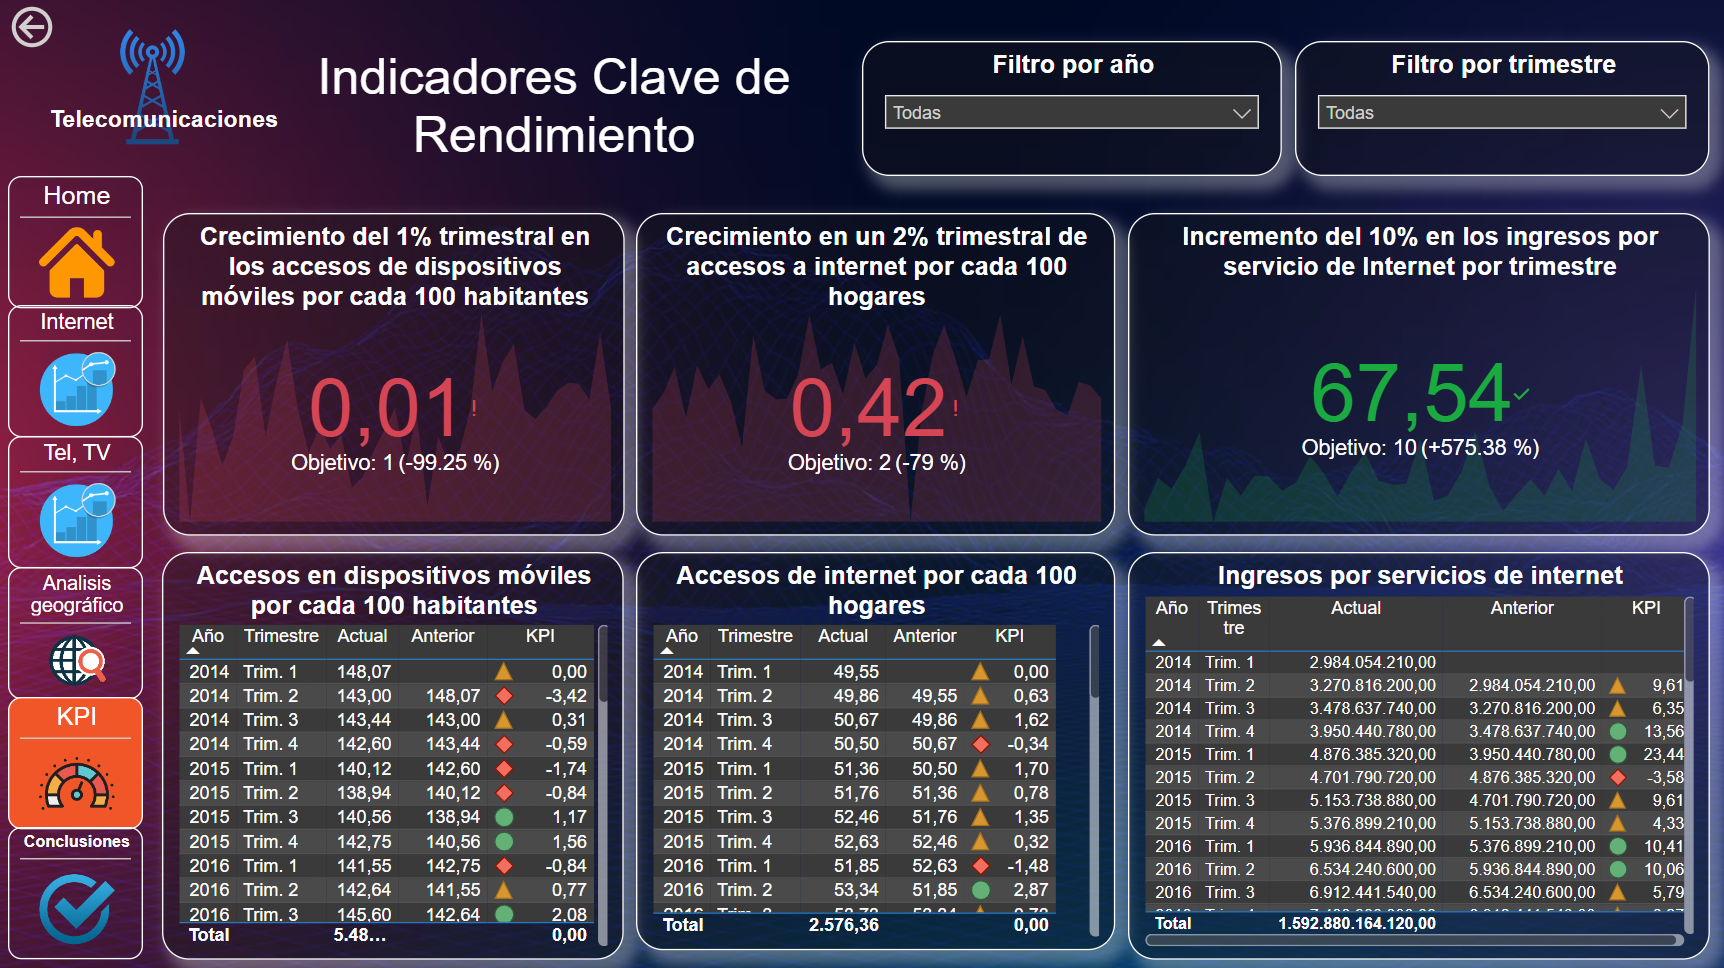 Telecomunicaciones
Indicadores Clave de
Rendimiento
Filtro por año
Todas
Filtro por trimestre
Todas
Home
Internet
Tel, TV
Analisis
geográfico
KPI
Conclusiones
Crecimiento del 1% trimestral en
los accesos de dispositivos
móviles por cada 100 habitantes
0,01!
Objetivo: 1 (-99.25 %)
Crecimiento en un 2% trimestral de
accesos a internet por cada 100
hogares
0,42!
Objetivo: 2 (-79 %)
Incremento del 10% en los ingresos por
servicio de Internet por trimestre
67,54
Objetivo: 10 (+575.38 %)
Accesos en dispositivos móviles
por cada 100 habitantes
Año Trimestre Actual Anterior KPI
2014 Trim. 1 148,07 0,00
2014 Trim. 2 143,00 148,07 -3,42
2014 Trim. 3 143,44 143,00 0,31
2014 Trim. 4 142,60 143,44 -0,59
2015 Trim. 1 140,12 142,60 -1,74
2015 Trim. 2 138,94 140,12 -0,84
2015 Trim. 3 140,56 138,94 1,17
2015 Trim. 4 142,75 140,56 1,56
2016 Trim. 1 141,55 142,75 -0,84
2016 Trim. 2 142,64 141,55 0,77
2016 Trim. 3 145,60 142,64 2,08
Total 5.48... 0,00
Accesos de internet por cada 100
hogares
Año Trimestre Actual Anterior KPI
2014 Trim. 1 49,55 0,00
2014 Trim. 2 49,86 49,55 0,63
2014 Trim. 3 50,67 49,86 1,62
2014 Trim. 4 50,50 50,67 -0,34
2015 Trim. 1 51,36 50,50 1,70
2015 Trim. 2 51,76 51,36 0,78
2015 Trim. 3 52,46 51,76 1,35
2015 Trim. 4 52,63 52,46 0,32
2016 Trim. 1 51,85 52,63 -1,48
2016 Trim. 2 53,34 51,85 2,87
Total 2.576,36 0,00
Ingresos por servicios de internet
Año Trimes Actual Anterior KPI
tre
2014 Trim. 1 2.984.054.210,00
2014 Trim. 2 3.270.816.200,00 2.984.054.210,00 9,61
2014 Trim. 3 3.478.637.740,00 3.270.816.200,00 6,35
2014 Trim. 4 3.950.440.780,00 3.478.637.740,00 13,56
2015 Trim. 1 4.876.385.320,00 3.950.440.780,00 23,44
2015 Trim. 2 4.701.790.720,00 4.876.385.320,00 -3,58
2015 Trim. 3 5.153.738.880,00 4.701.790.720,00 9,61
2015 Trim. 4 5.376.899.210,00 5.153.738.880,00 4,33
2016 Trim. 1 5.936.844.890,00 5.376.899.210,00 10,41
2016 Trim. 2 6.534.240.600,00 5.936.844.890,00 10,06
2016 Trim. 3 6.912.441.540,00 6.534.240.600,00 5,79
Total 1.592.880.164.120,00